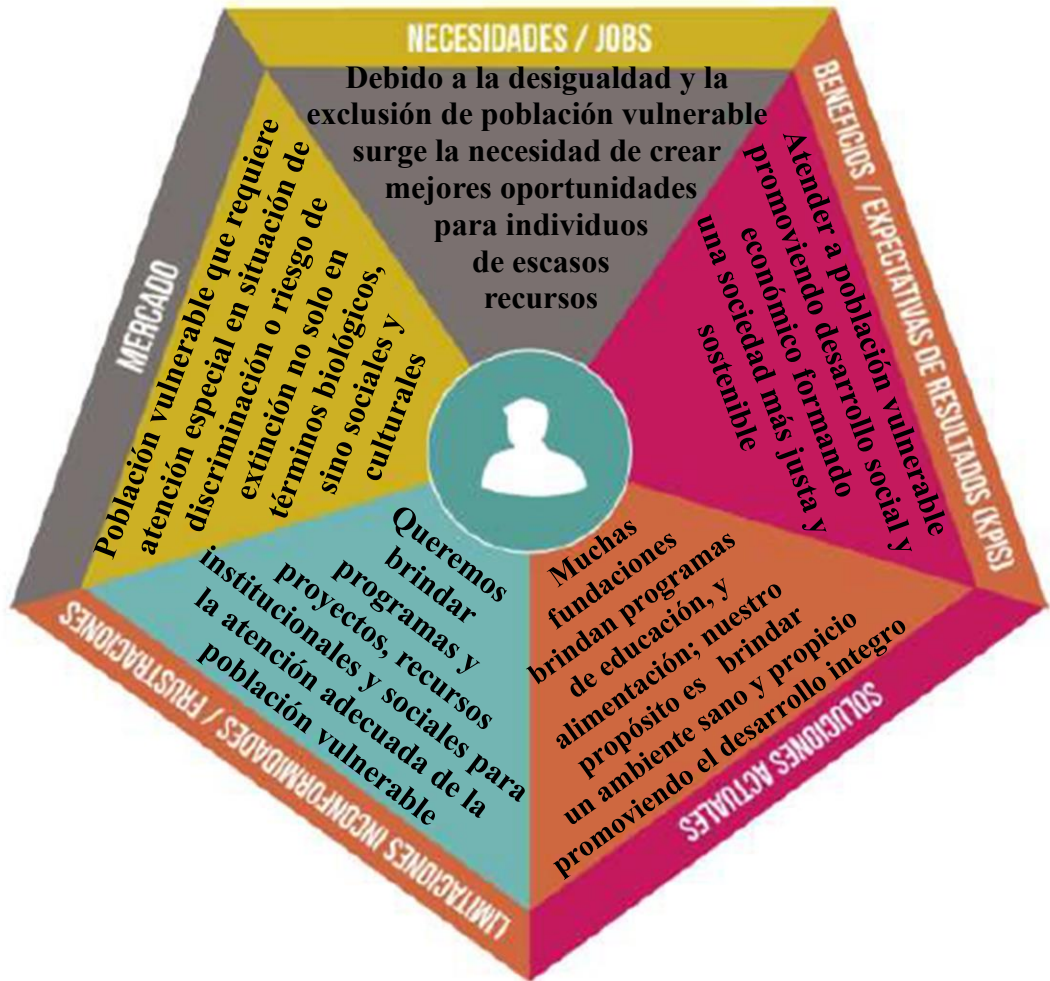 NECESIDADES / JOBS
Debido a la desigualdad y la
exclusión de población vulnerable
surge la necesidad de crear
mejores oportunidades
para individuos
de escasos
recursos
BENEFICIOS / EXPECTATIVAS DE RESULTADOS (KPIS)
Atender a población vulnerable
promoviendo desarrollo social y
económico formando
una sociedad más justa y
sostenible
SOLUCIONES ACTUALES
Muchas
fundaciones
brindan programas
de educación, y
alimentación; nuestro
propósito es brindar
un ambiente sano y propicio
promoviendo el desarrollo integro
LIMITACIONES INCONFORMIDADES / FRUSTRACIONES
Queremos
brindar
programas y
proyectos, recursos
institucionales y sociales para
la atención adecuada de la
población vulnerable
MERCADO
Población vulnerable que requiere
atención especial en situación de
discriminación o riesgo de
extinción no solo en
términos biológicos,
sino sociales y
culturales